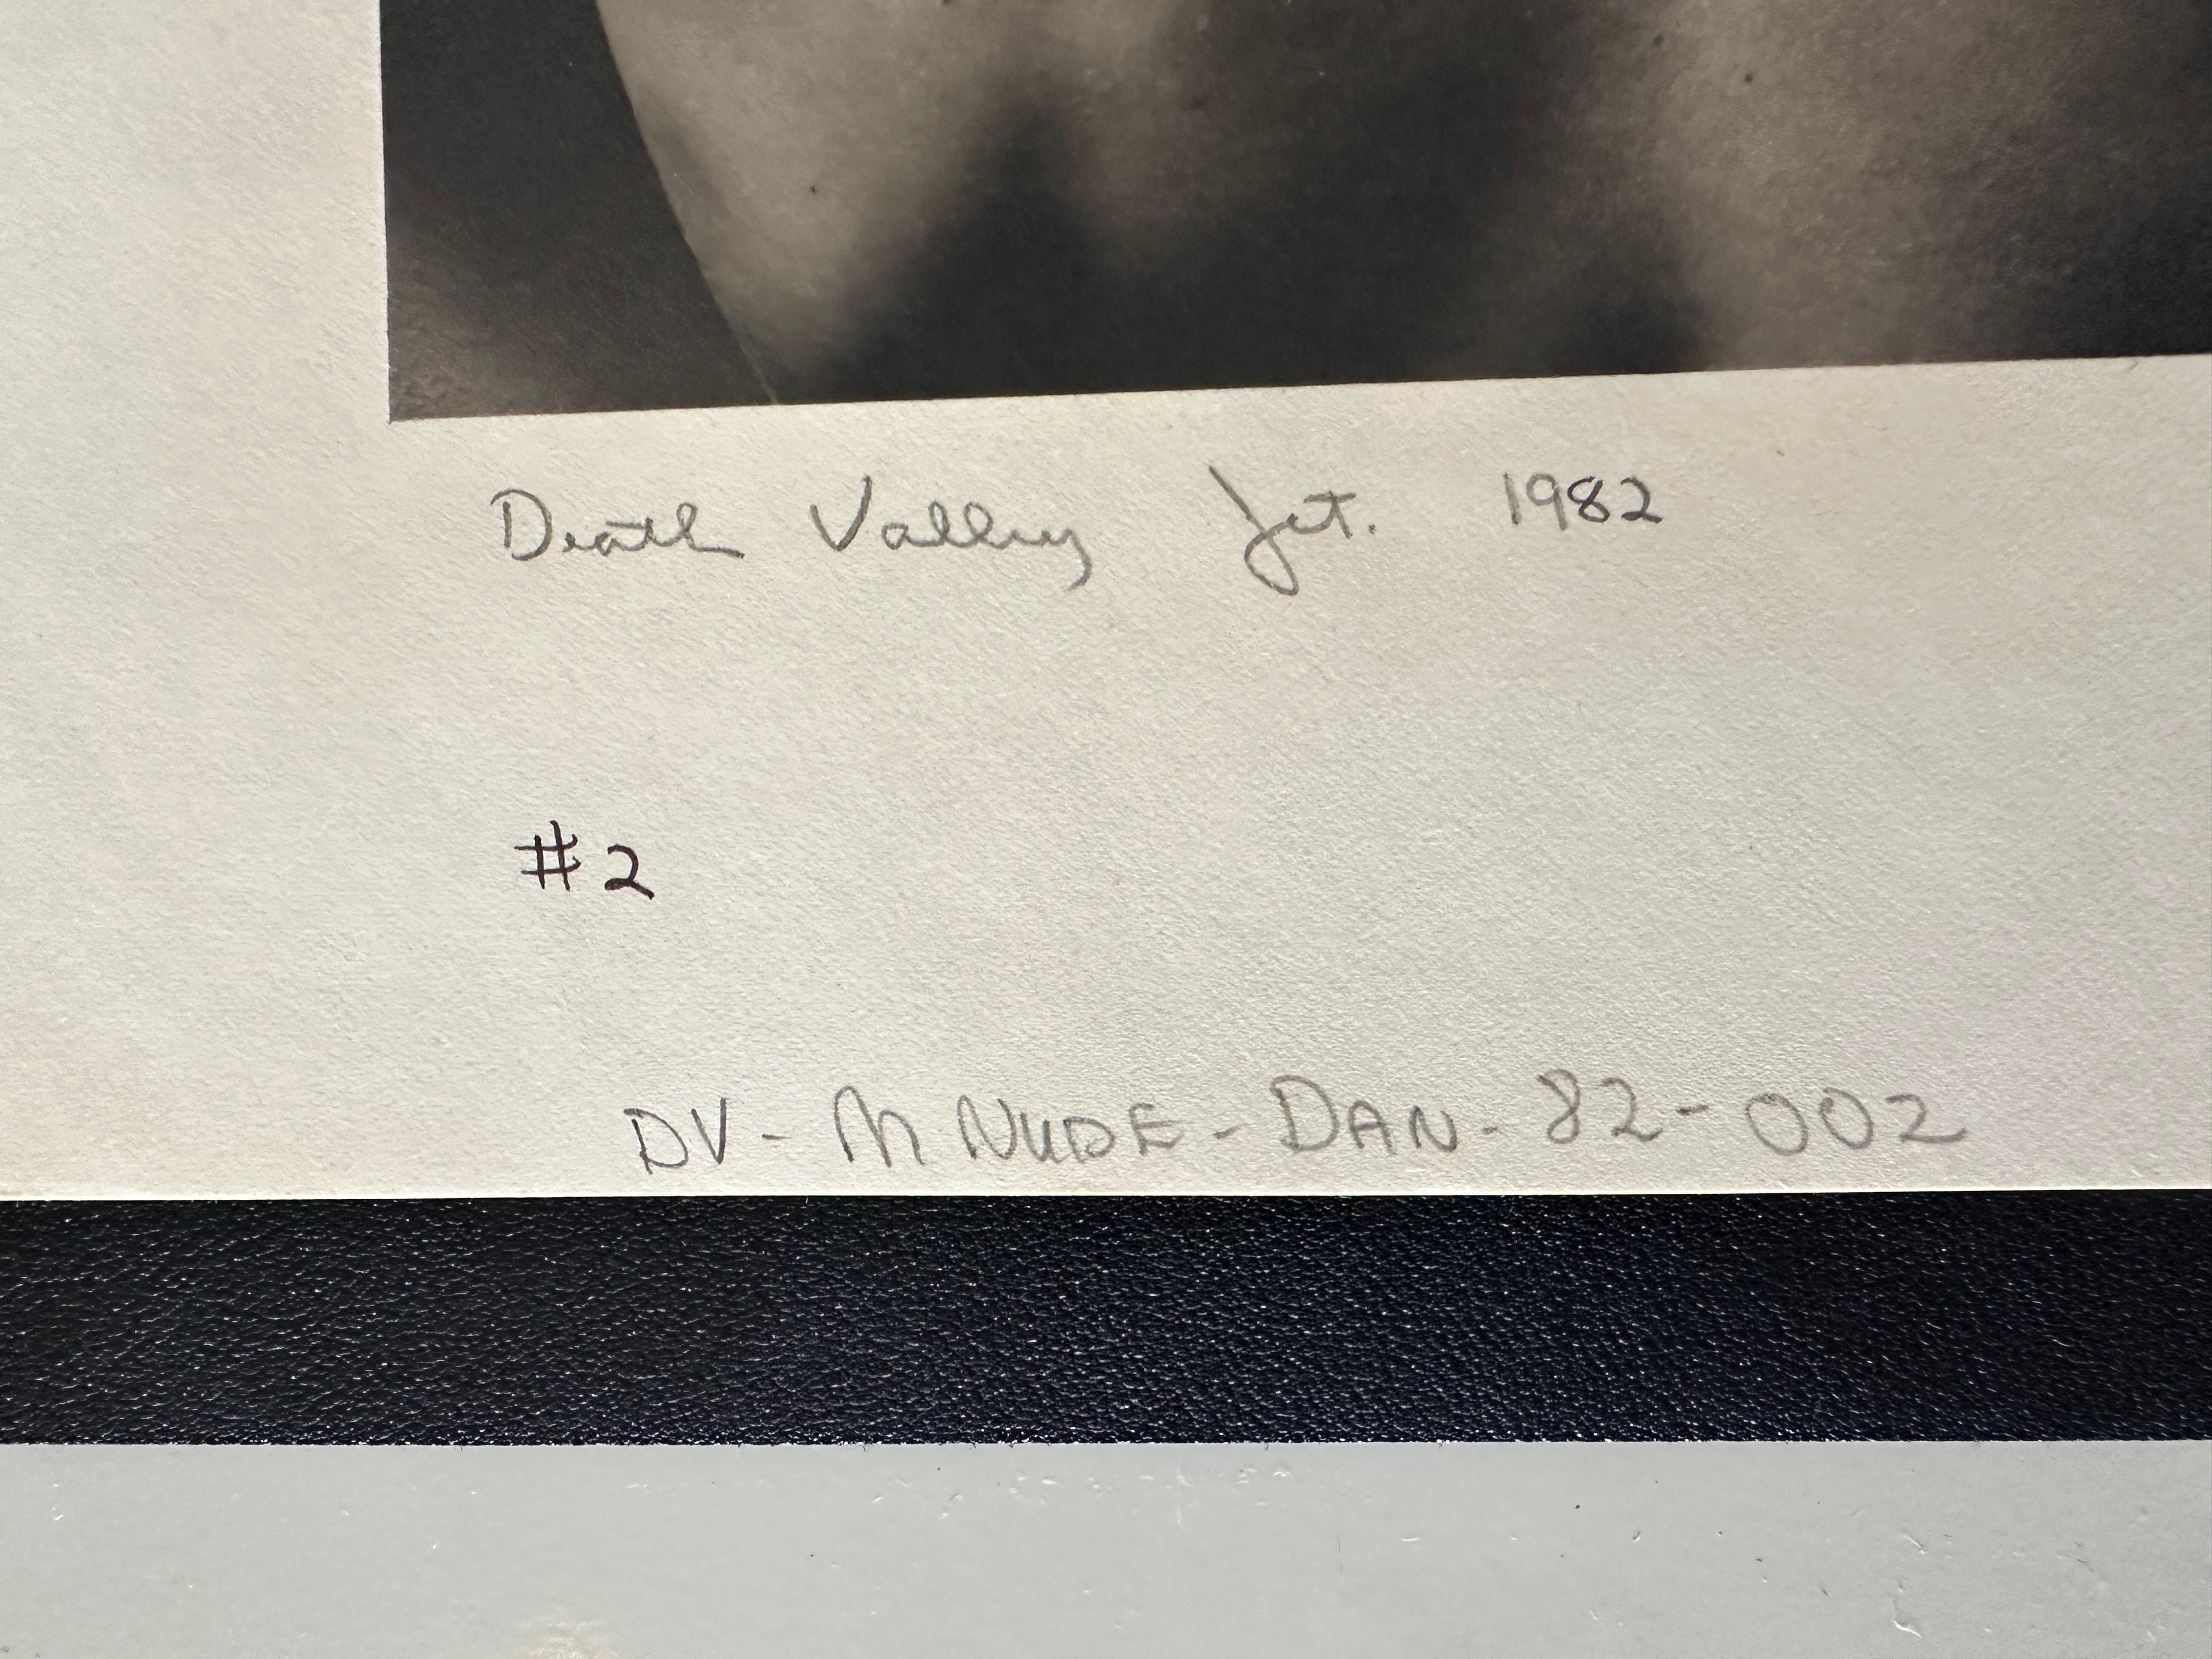 Death Valley Jct. 1982
#2
DV - M NUDE - DAN - 82 - 002